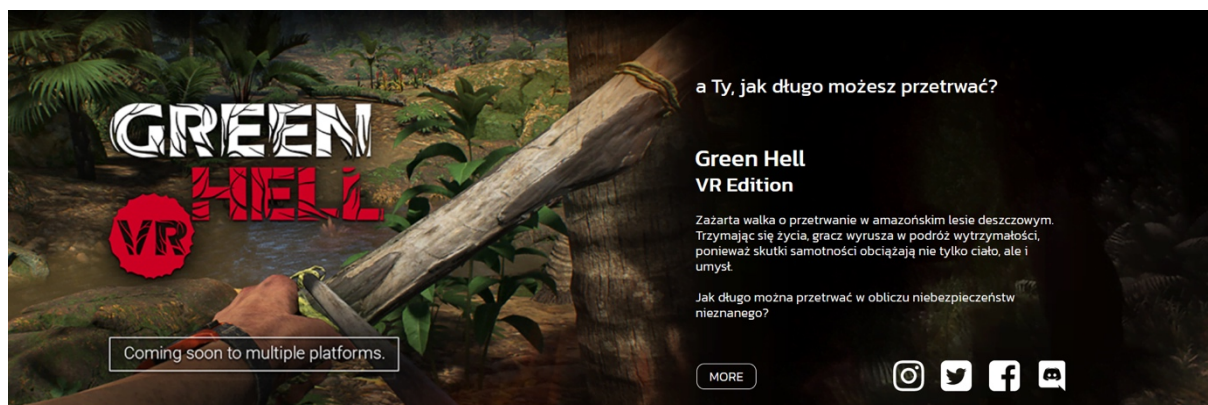 GREEN
HELL
VR
Coming soon to multiple platforms.
a Ty, jak długo możesz przetrwać?
Green Hell
VR Edition
Zażarta walka o przetrwanie w amazońskim lesie deszczowym.
Trzymając się życia, gracz wyrusza w podróż wytrzymałości,
ponieważ skutki samotności obciążają nie tylko ciało, ale i
umysł.
Jak długo można przetrwać w obliczu niebezpieczeństw
nieznanego?
MORE